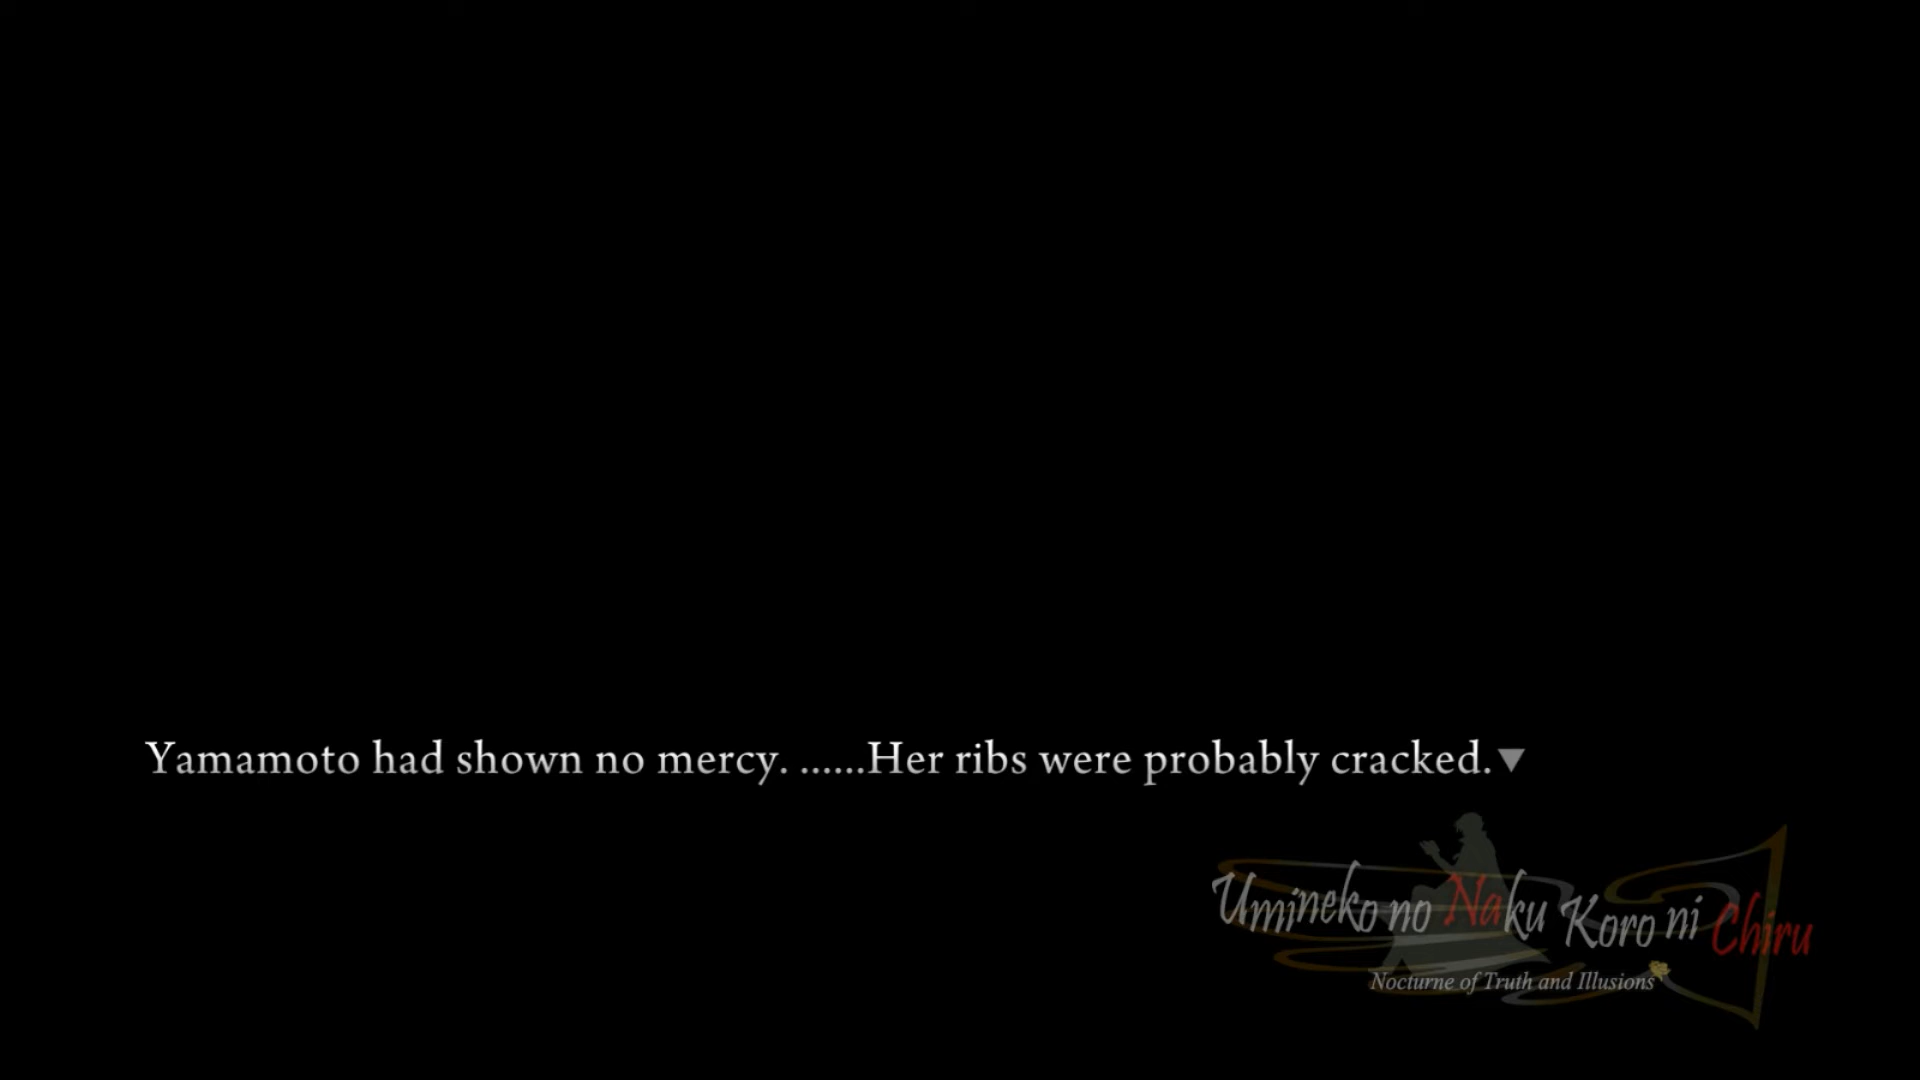 Yamamoto had shown no mercy. ......Her ribs were probably cracked.
Umineko no Naku Koro ni Chiru
Nocturne of Truth and Illusions